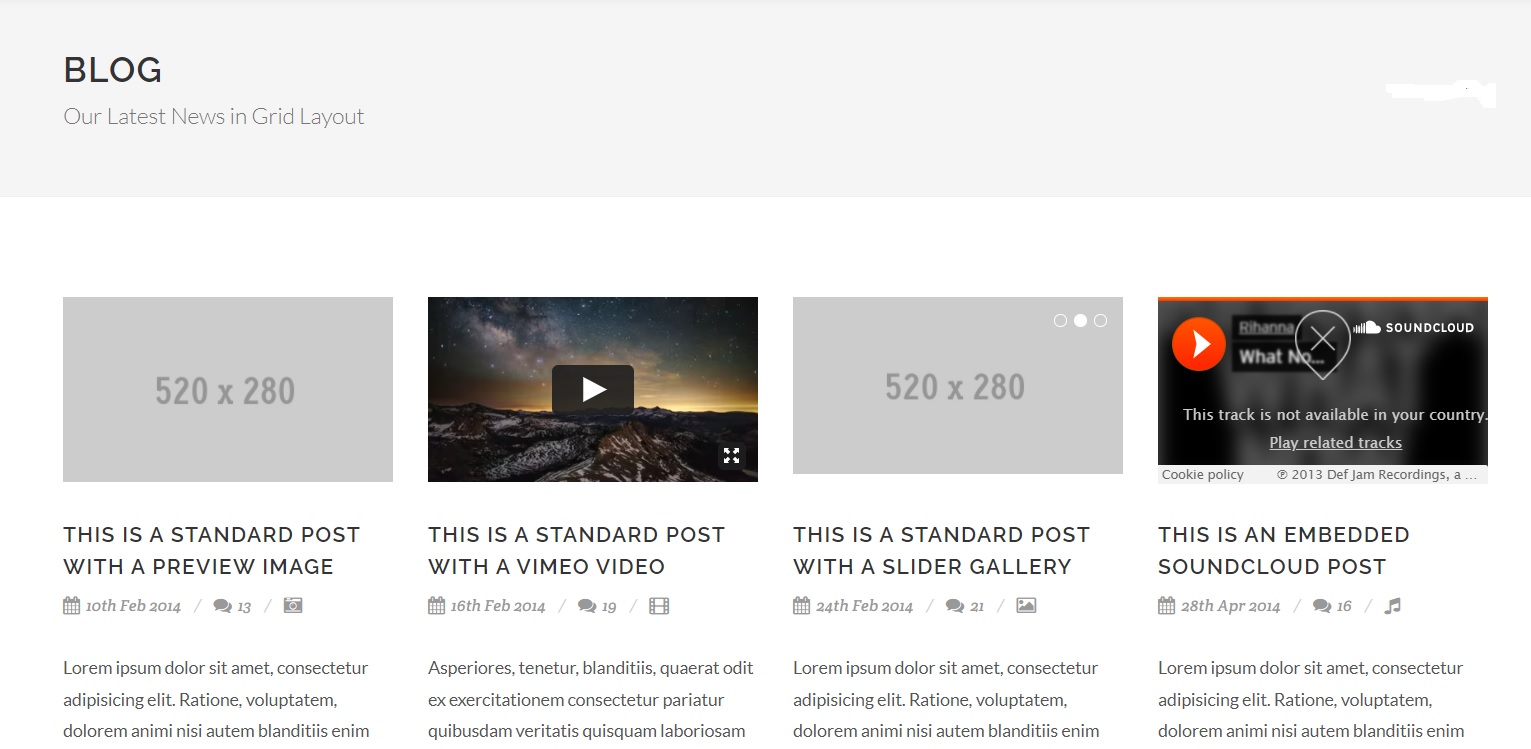 BLOG
Our Latest News in Grid Layout
520 x 280
THIS IS A STANDARD POST
WITH A PREVIEW IMAGE
10th Feb 2014 / 13 /
Lorem ipsum dolor sit amet, consectetur
adipisicing elit. Ratione, voluptatem,
dolorem animi nisi autem blanditiis enim
THIS IS A STANDARD POST
WITH A VIMEO VIDEO
16th Feb 2014 / 19 /
Asperiores, tenetur, blanditiis, quaerat odit
ex exercitationem consectetur pariatur
quibusdam veritatis quisquam laboriosam
520 x 280
THIS IS A STANDARD POST
WITH A SLIDER GALLERY
24th Feb 2014 / 21 /
Lorem ipsum dolor sit amet, consectetur
adipisicing elit. Ratione, voluptatem,
dolorem animi nisi autem blanditiis enim
Rihanna
SOUNDCLOUD
What No...
This track is not available in your country.
Play related tracks
Cookie policy ℗ 2013 Def Jam Recordings, a ...
THIS IS AN EMBEDDED
SOUNDCLOUD POST
28th Apr 2014 / 16 /
Lorem ipsum dolor sit amet, consectetur
adipisicing elit. Ratione, voluptatem,
dolorem animi nisi autem blanditiis enim